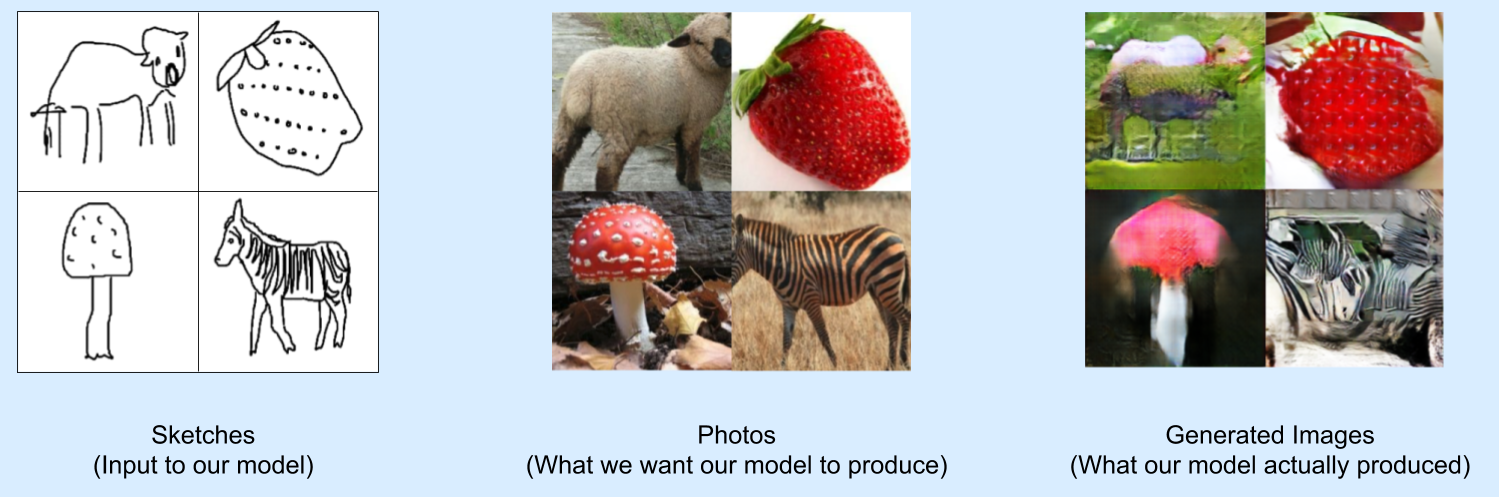 Sketches
(Input to our model)
Photos
(What we want our model to produce)
Generated Images
(What our model actually produced)